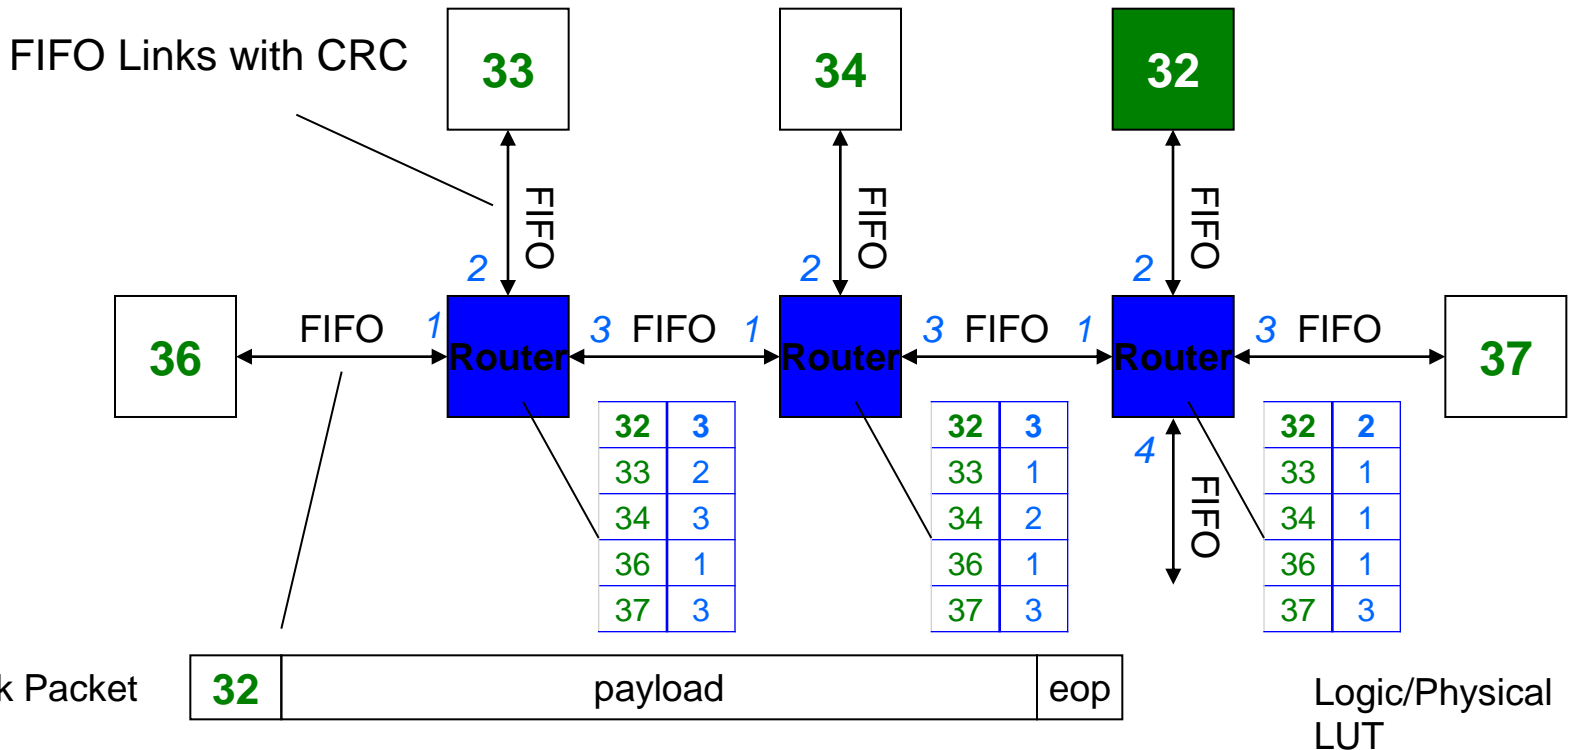 FIFO Links with CRC
33
34
32
FIFO
FIFO
FIFO
2
2
2
36
FIFO
1
Router
3
FIFO
1
Router
3
FIFO
1
Router
3
FIFO
37
4
FIFO
32 3
33 2
34 3
36 1
37 3
32 3
33 1
34 2
36 1
37 3
32 2
33 1
34 1
36 1
37 3
k Packet
32
payload
eop
Logic/Physical
LUT